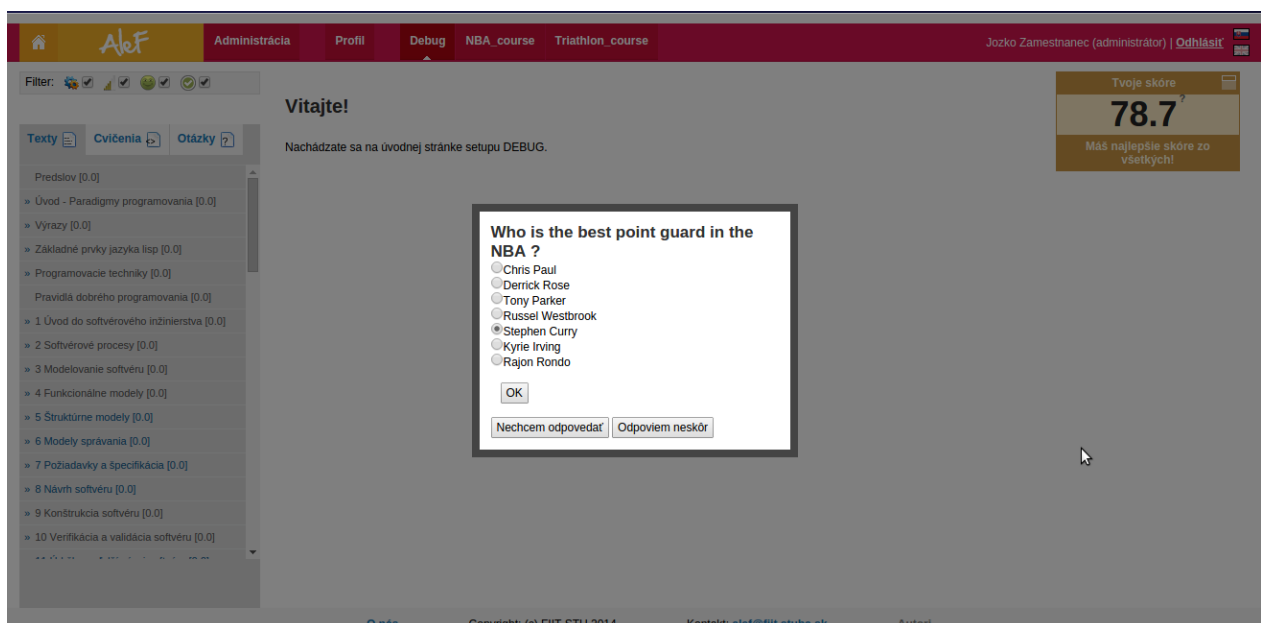 AleF
Administrácia Profil Debug NBA_course Triathlon_course Jozko Zamestnanec (administrátor) | Odhlásiť
Filter:
Texty Cvičenia Otázky
Predslov [0.0]
» Úvod - Paradigmy programovania [0.0]
» Výrazy [0.0]
» Základné prvky jazyka lisp [0.0]
» Programovacie techniky [0.0]
Pravidlá dobrého programovania [0.0]
» 1 Úvod do softvérového inžinierstva [0.0]
» 2 Softvérové procesy [0.0]
» 3 Modelovanie softvéru [0.0]
» 4 Funkcionálne modely [0.0]
» 5 Štruktúrne modely [0.0]
» 6 Modely správania [0.0]
» 7 Požiadavky a špecifikácia [0.0]
» 8 Návrh softvéru [0.0]
» 9 Konštrukcia softvéru [0.0]
» 10 Verifikácia a validácia softvéru [0.0]
Vitajte!
Nachádzate sa na úvodnej stránke setupu DEBUG.
Who is the best point guard in the
NBA ?
Chris Paul
Derrick Rose
Tony Parker
Russel Westbrook
Stephen Curry
Kyrie Irving
Rajon Rondo
OK
Nechcem odpovedať Odpoviem neskôr
Tvoje skóre
78.7?
Máš najlepšie skóre zo
všetkých!